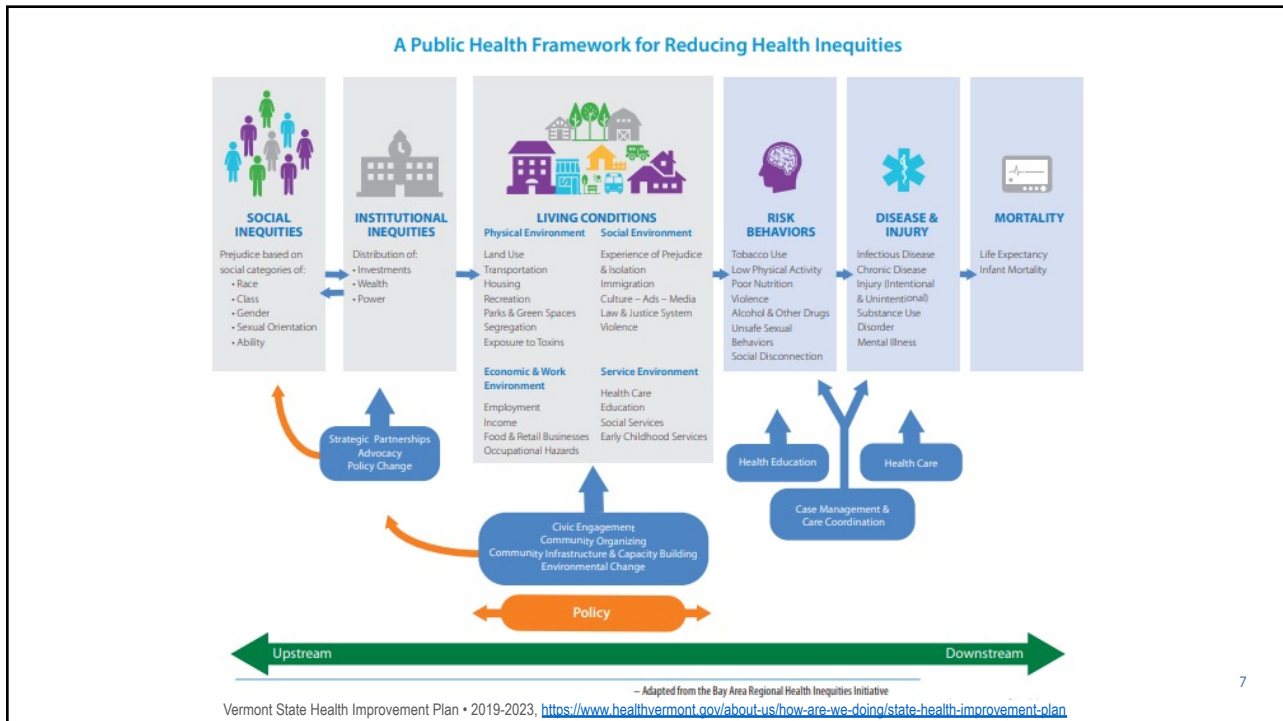 A Public Health Framework for Reducing Health Inequities
SOCIAL
INEQUITIES
Prejudice based on
social categories of:
• Race
• Class
• Gender
• Sexual Orientation
• Ability
INSTITUTIONAL
INEQUITIES
Distribution of:
• Investments
• Wealth
• Power
LIVING CONDITIONS
Physical Environment
Land Use
Transportation
Housing
Recreation
Parks & Green Spaces
Segregation
Exposure to Toxins
Social Environment
Experience of Prejudice
& Isolation
Immigration
Culture – Ads – Media
Law & Justice System
Violence
Economic & Work
Environment
Employment
Income
Food & Retail Businesses
Occupational Hazards
Service Environment
Health Care
Education
Social Services
Early Childhood Services
RISK
BEHAVIORS
Tobacco Use
Low Physical Activity
Poor Nutrition
Violence
Alcohol & Other Drugs
Unsafe Sexual
Behaviors
Social Disconnection
DISEASE &
INJURY
Infectious Disease
Chronic Disease
Injury (Intentional
& Unintentional)
Substance Use
Disorder
Mental Illness
MORTALITY
Life Expectancy
Infant Mortality
Strategic Partnerships
Advocacy
Policy Change
Civic Engagement
Community Organizing
Community Infrastructure & Capacity Building
Environmental Change
Health Education
Health Care
Case Management &
Care Coordination
Policy
Upstream
Downstream
– Adapted from the Bay Area Regional Health Inequities Initiative
Vermont State Health Improvement Plan • 2019-2023, https://www.healthvermont.gov/about-us/how-are-we-doing/state-health-improvement-plan
7